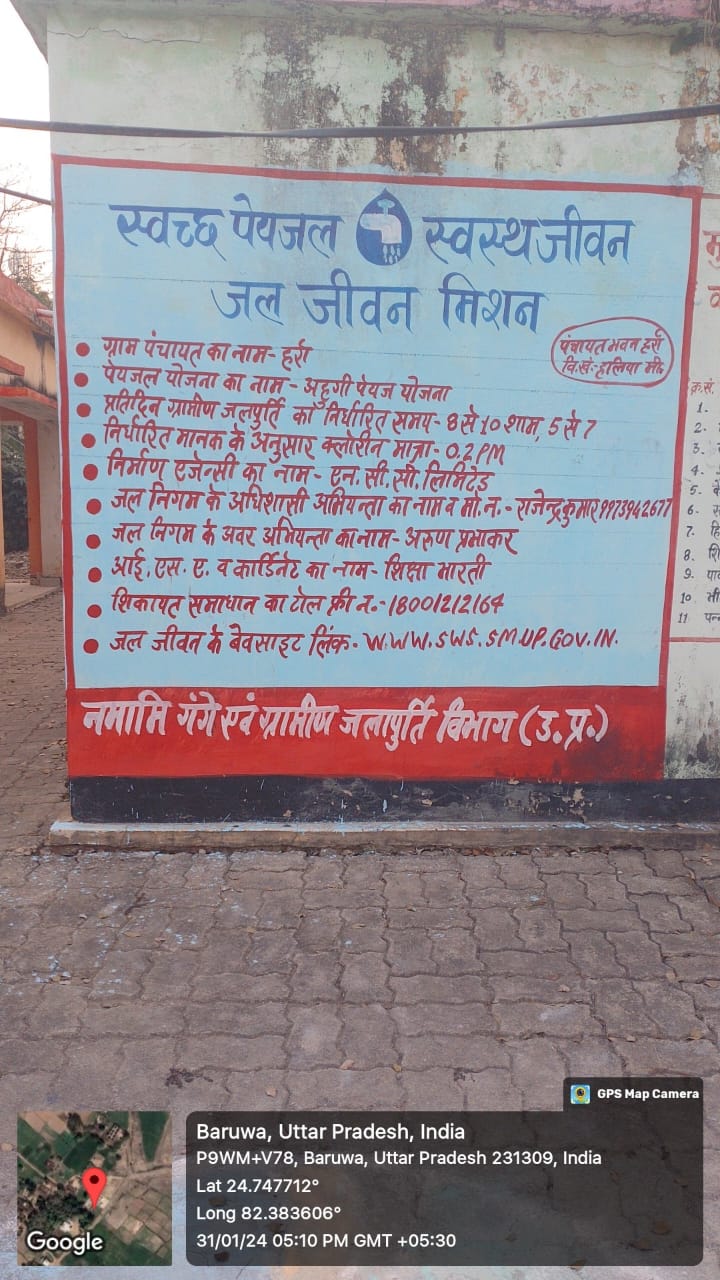 स्वच्छ पेयजल स्वस्थ जीवन
जल जीवन मिशन
पंचायत भवन हर्रा
वि.खं.-हलिया मी.
ग्राम पंचायत का नाम- हर्रा
पेयजल योजना का नाम - अहुगी पेयज योजना
प्रतिदिन ग्रामीण जलपुर्ति का निर्धारित समय- 8 से 10 शाम, 5 से 7
निर्धारित मानक के अनुसार क्लोरीन मात्रा- 0.2 PM
निर्माण एजेन्सी का नाम- एन. सी. सी. लिमिटेड
जल निगम के अधिशासी अभियन्ता का नाम व मो. न. - राजेन्द्र कुमार 9973942677
जल निगम के अवर अभियन्ता का नाम- अरुण प्रभाकर
आई. एस. ए. व कार्डिनेट का नाम- शिक्षा भारती
शिकायत समाधान का टोल फ्री न.-18001212164
जल जीवन के बेवसाइट लिंक- W.WW.SWS.SM.UP.GOV.IN.
नमामि गंगे एवं ग्रामीण जलापुर्ति विभाग (उ.प्र.)
क्र.सं.
1.
2.
3.
4.
5.
6.
7.
8.
9.
10.
11
GPS Map Camera
Google
Baruwa, Uttar Pradesh, India
P9WM+V78, Baruwa, Uttar Pradesh 231309, India
Lat 24.747712°
Long 82.383606°
31/01/24 05:10 PM GMT +05:30